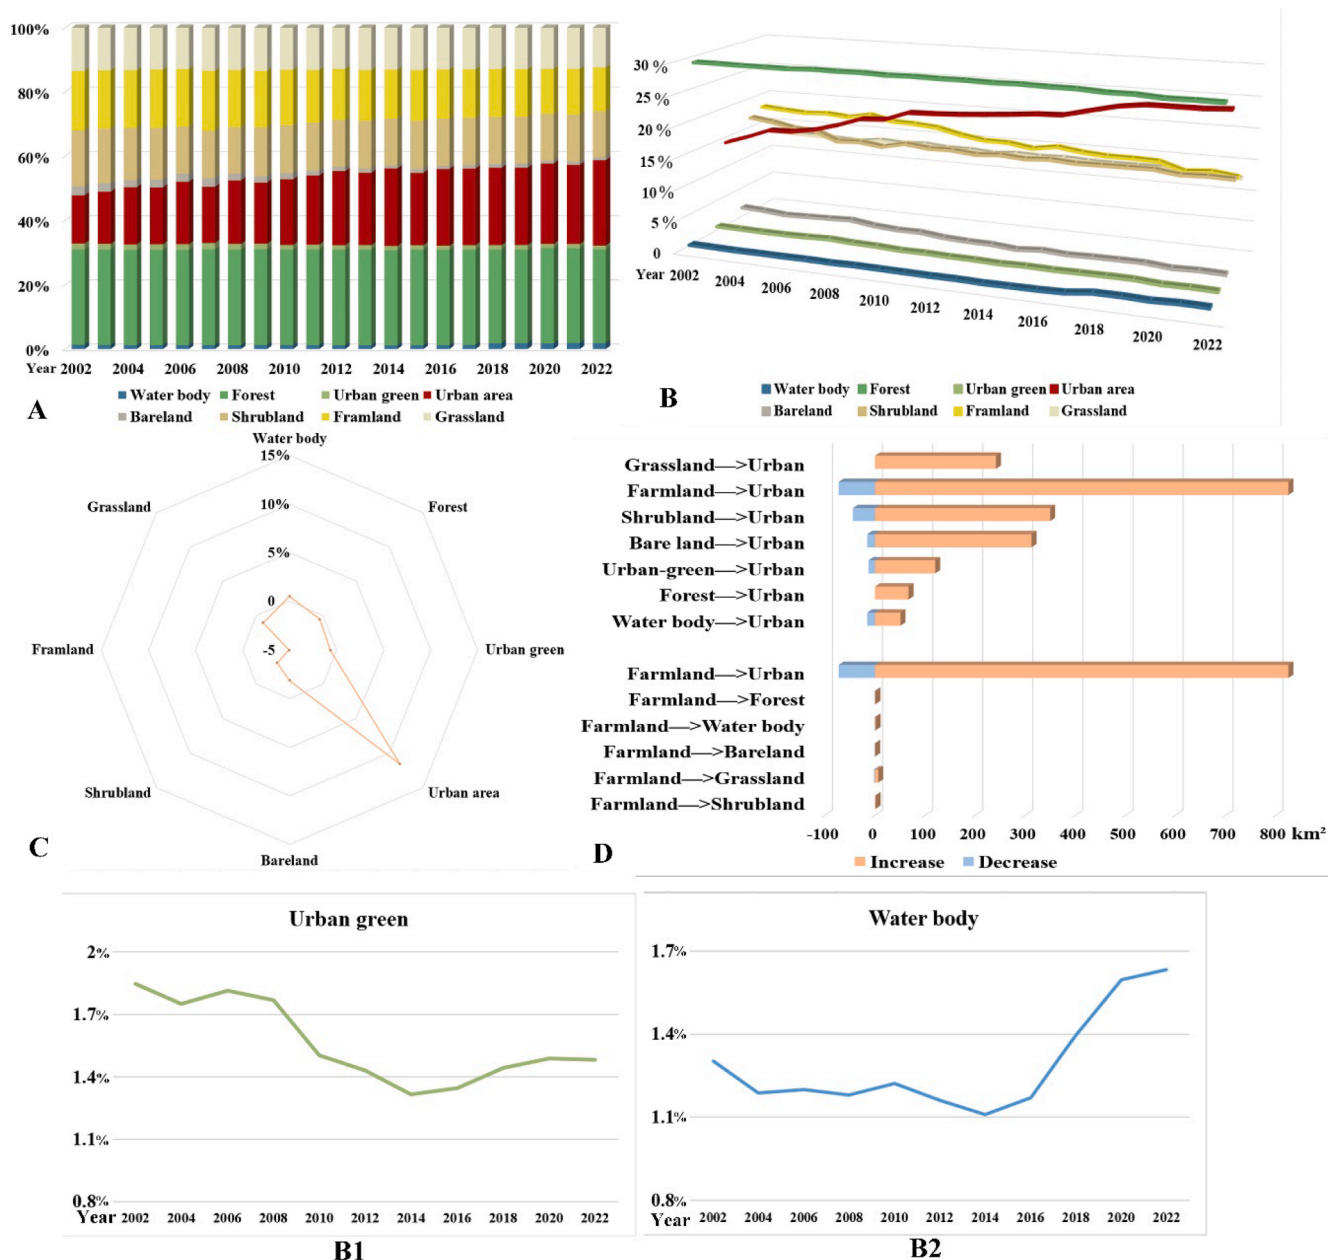 100%
80%
60%
40%
20%
0%
Year 2002 2004 2006 2008 2010 2012 2014 2016 2018 2020 2022
Water body Forest Urban green Urban area
Bareland Shrubland Framland Grassland
A
30 %
25 %
20 %
15 %
10 %
5 %
0
Year 2002 2004 2006 2008 2010 2012 2014 2016 2018 2020 2022
Water body Forest Urban green Urban area
Bareland Shrubland Framland Grassland
B
Water body
15%
10%
5%
0
-5
Forest
Urban green
Urban area
Bareland
Shrubland
Framland
Grassland
C
Grassland—>Urban
Farmland—>Urban
Shrubland—>Urban
Bare land—>Urban
Urban-green—>Urban
Forest—>Urban
Water body—>Urban
Farmland—>Urban
Farmland—>Forest
Farmland—>Water body
Farmland—>Bareland
Farmland—>Grassland
Farmland—>Shrubland
-100 0 100 200 300 400 500 600 700 800 km²
Increase Decrease
D
Urban green
2%
1.7%
1.4%
1.1%
0.8%
Year 2002 2004 2006 2008 2010 2012 2014 2016 2018 2020 2022
B1
Water body
1.7%
1.4%
1.1%
0.8%
Year 2002 2004 2006 2008 2010 2012 2014 2016 2018 2020 2022
B2